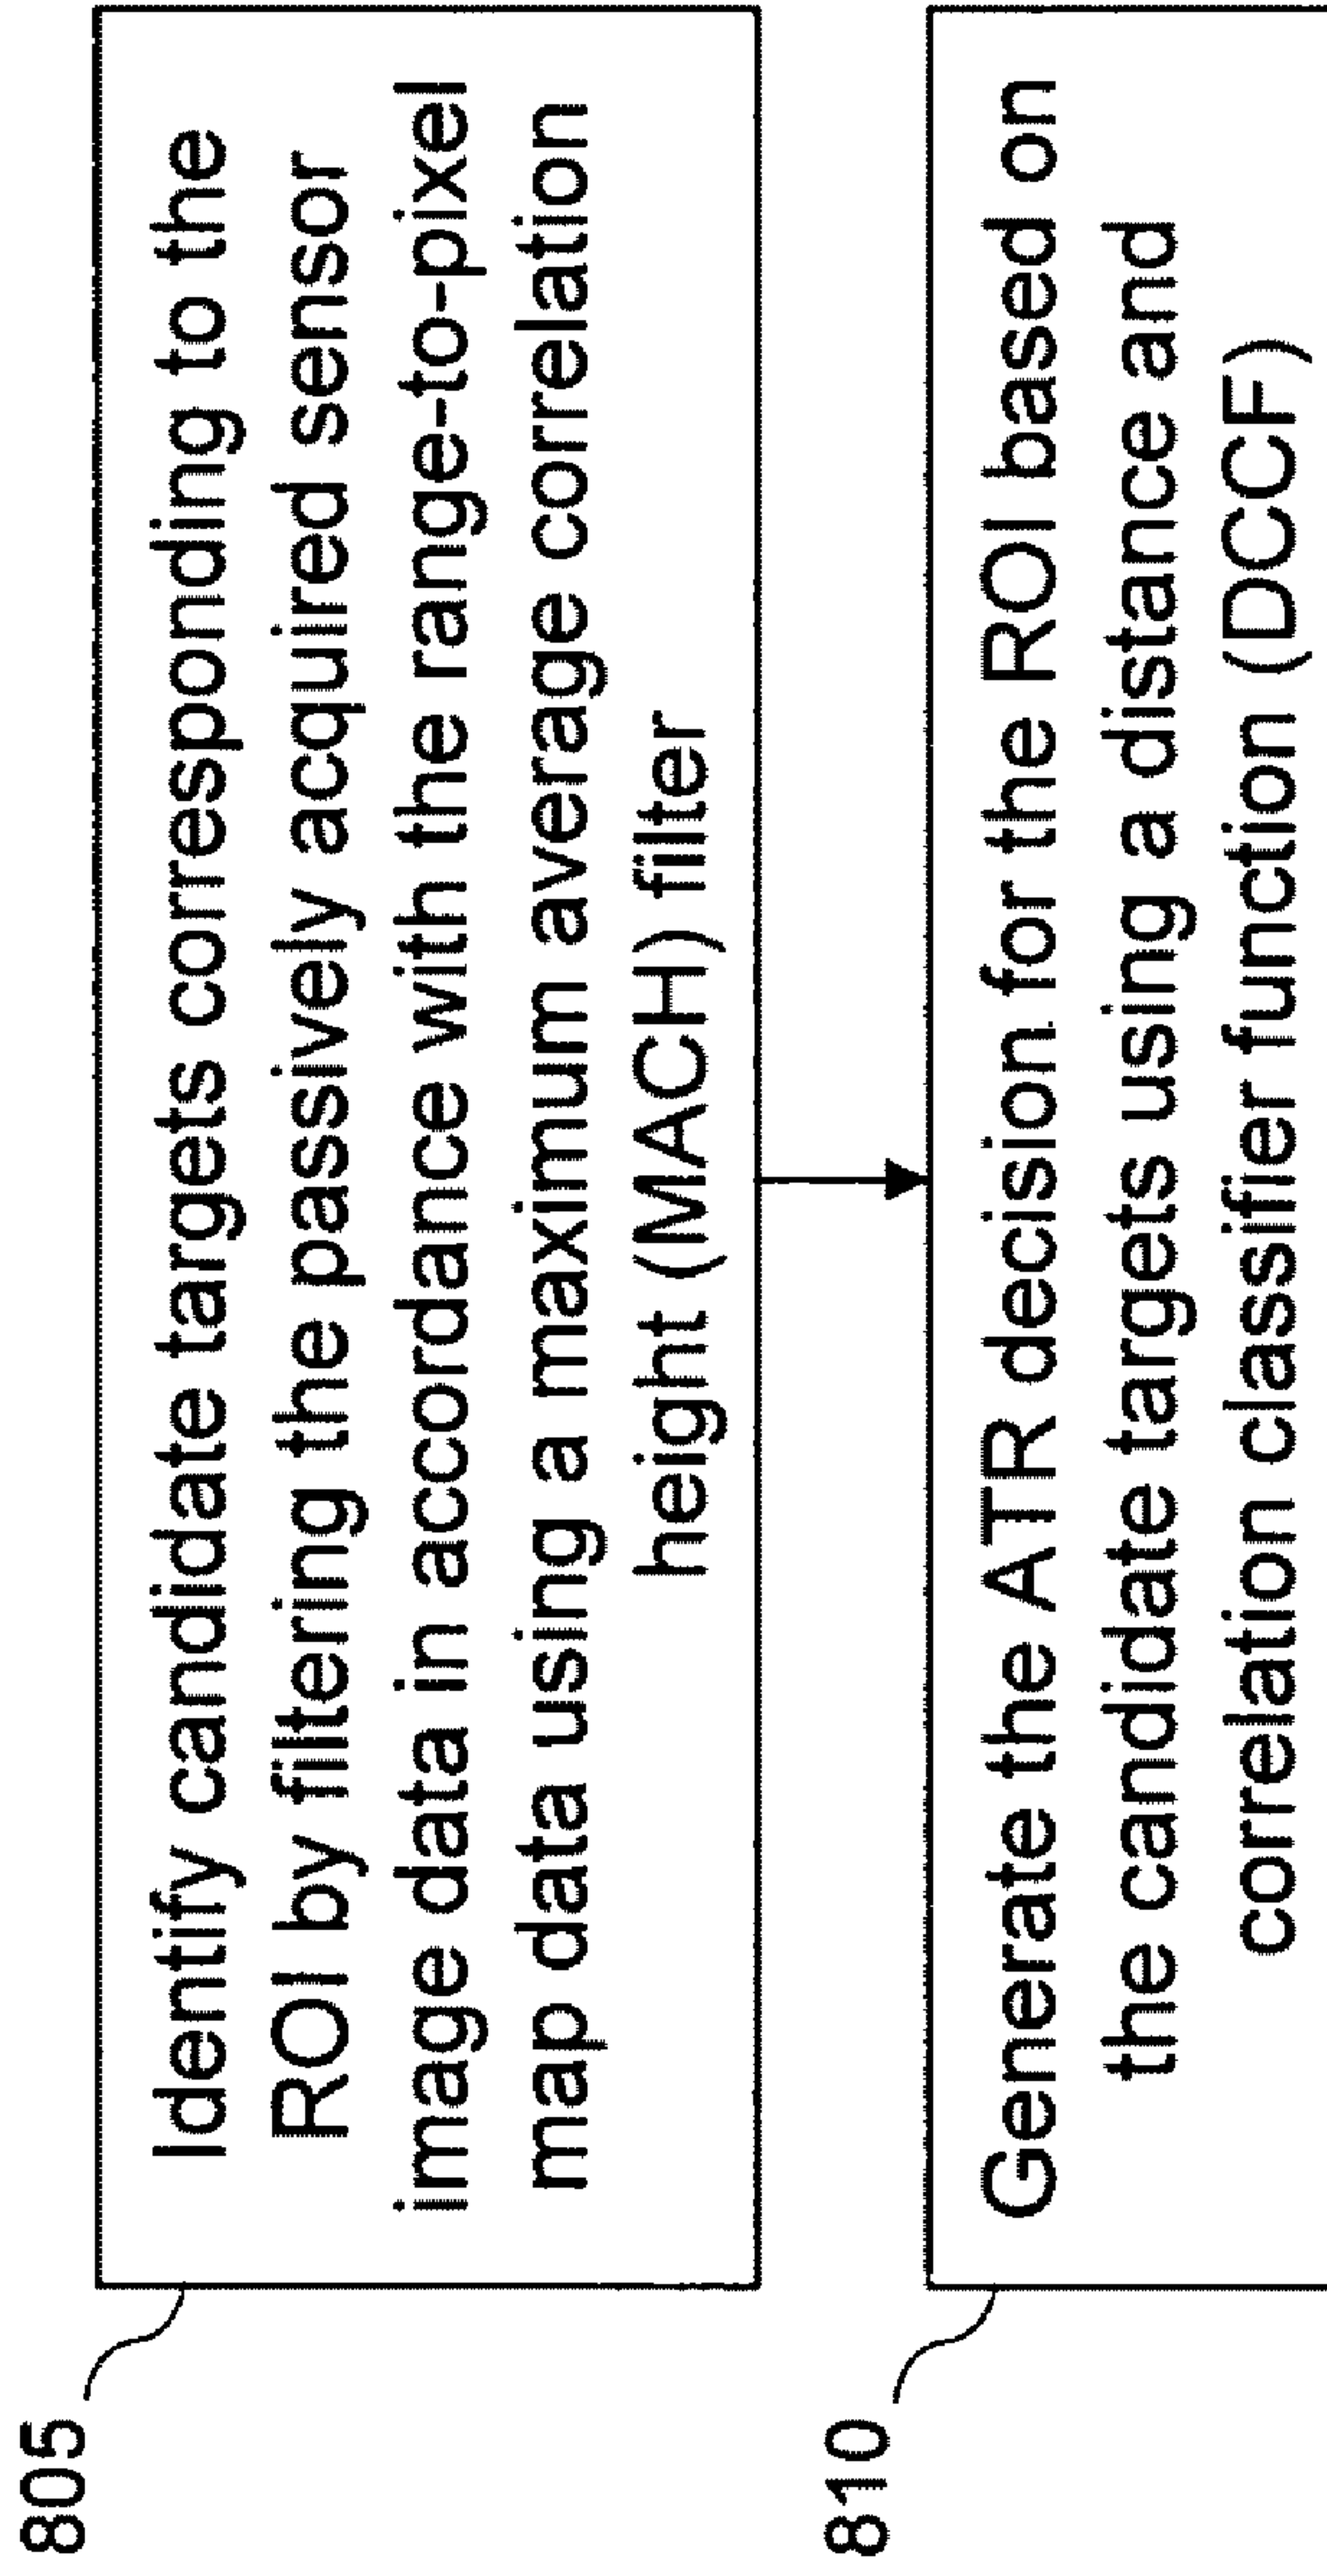 805
Identify candidate targets corresponding to the
ROI by filtering the passively acquired sensor
image data in accordance with the range-to-pixel
map data using a maximum average correlation
height (MACH) filter
810
Generate the ATR decision for the ROI based on
the candidate targets using a distance and
correlation classifier function (DCCF)